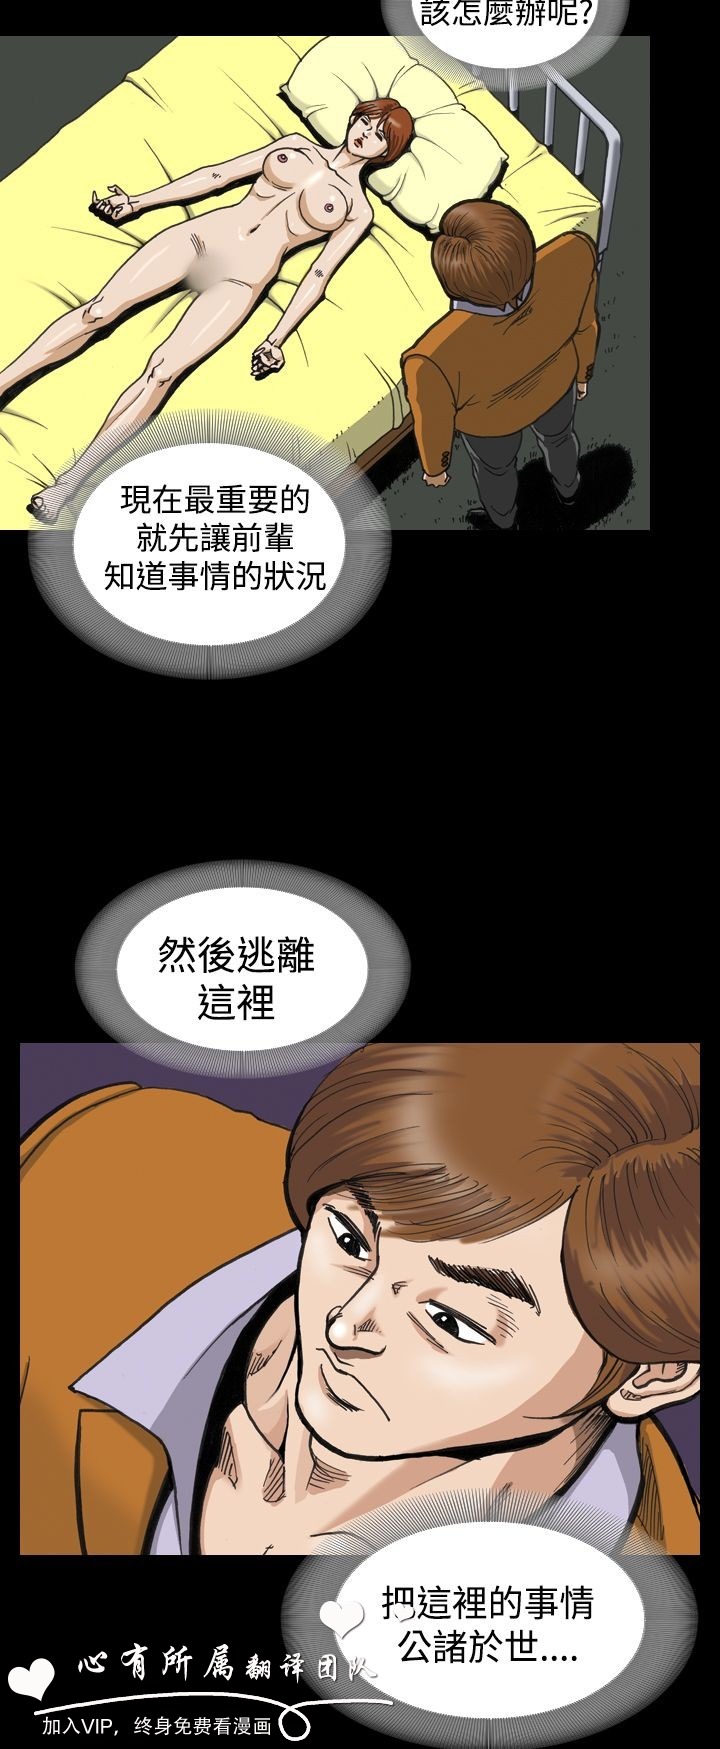 該怎麼辦呢?
現在最重要的
就先讓前輩
知道事情的狀況
然後逃離
這裡
把這裡的事情
公諸於世....
心有所属翻译团队
加入VIP，终身免费看漫画